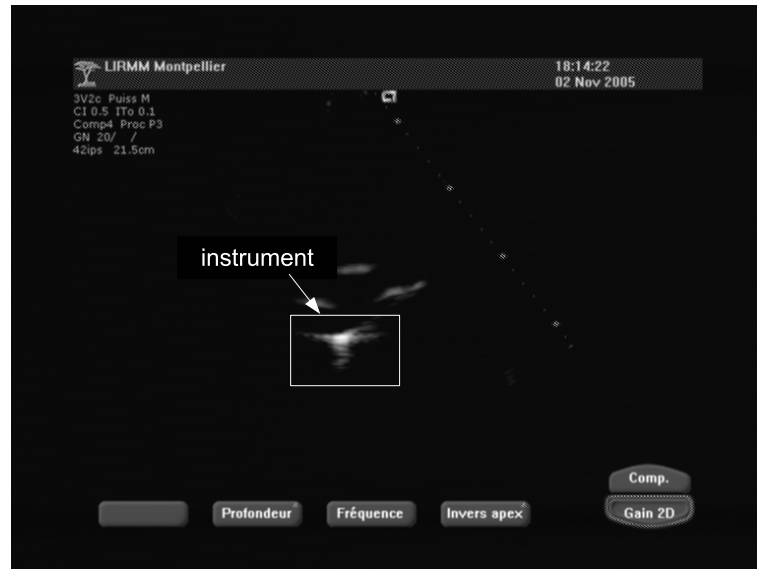 LIRMM Montpellier
18:14:22
02 Nov 2005
3V2c Puiss M
CI 0.5 ITo 0.1
Comp4 Proc P3
GN 20/ /
42ips 21.5cm
instrument
Comp.
Profondeur
Fréquence
Invers apex
Gain 2D